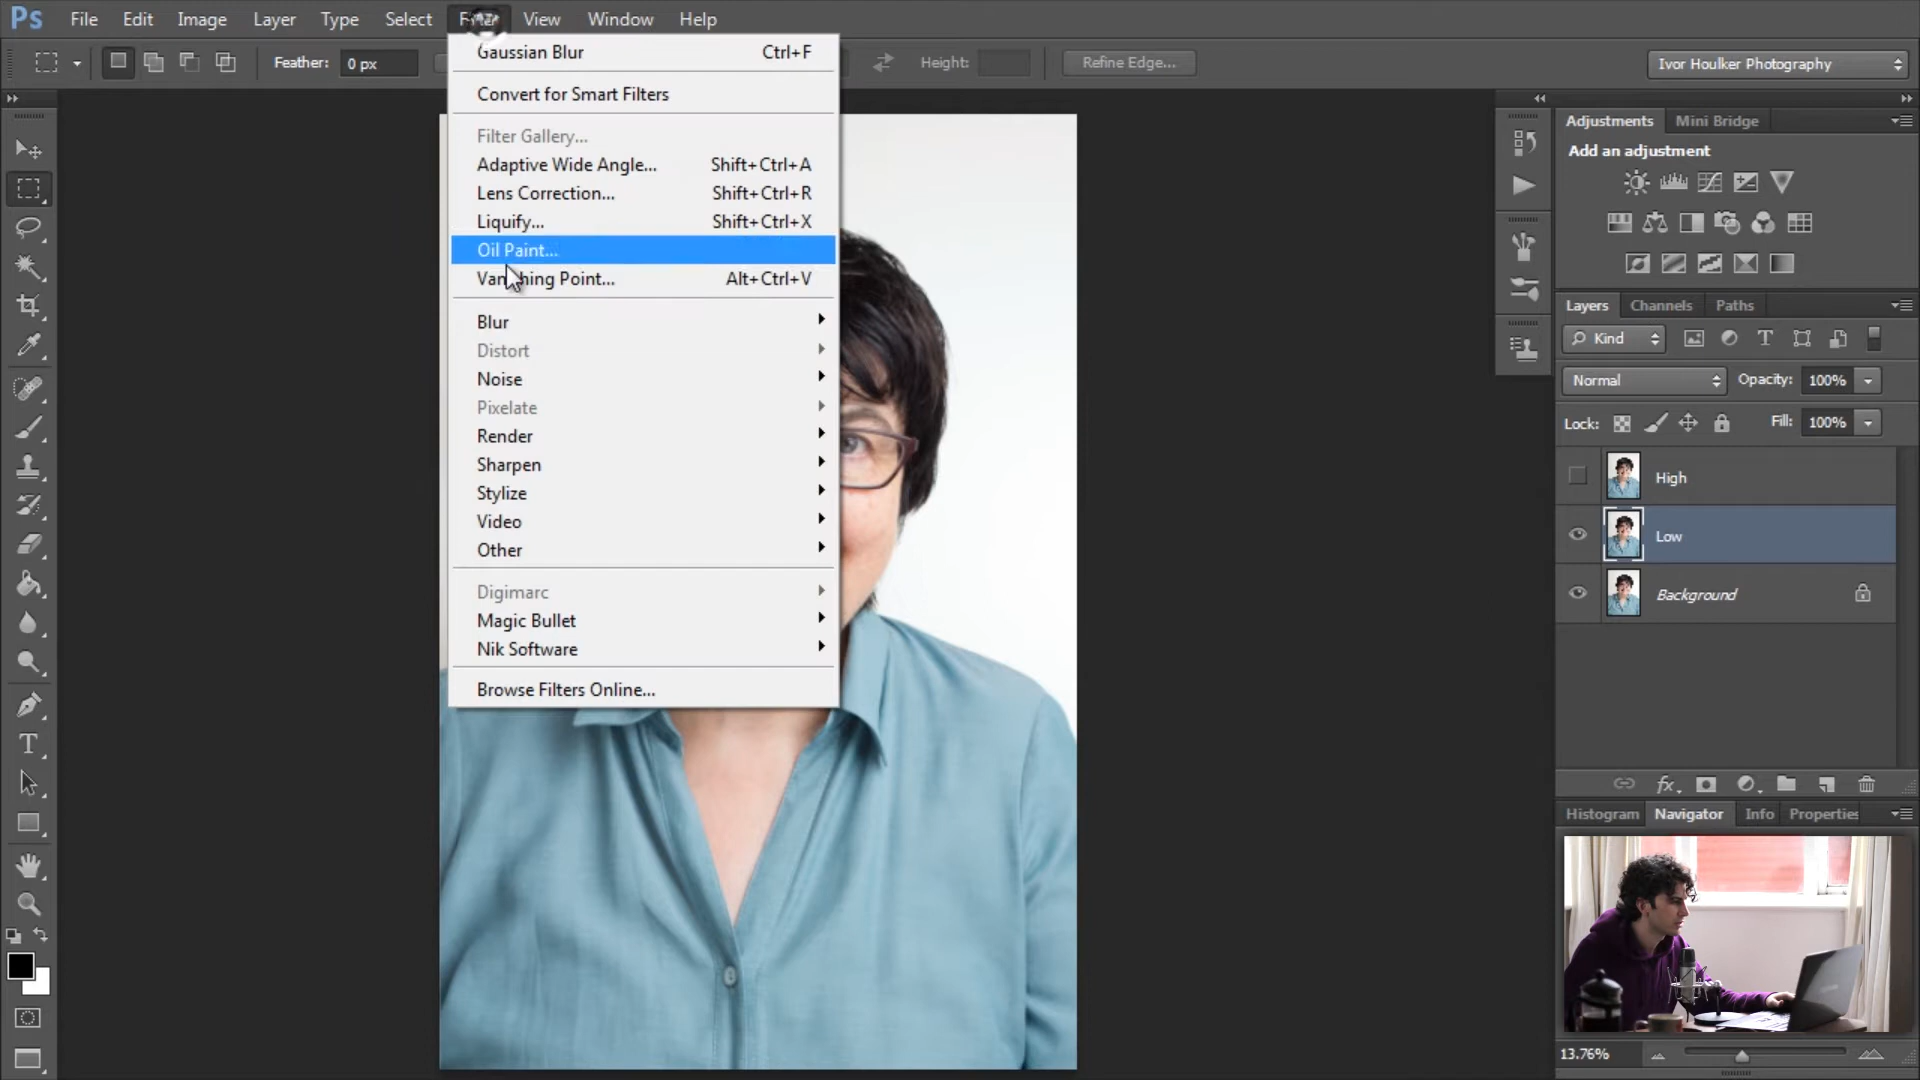 Ps File Edit Image Layer Type Select View Window Help
Feather: 0 px Height: Refine Edge... Ivor Houlker Photography
Gaussian Blur Ctrl+F
Convert for Smart Filters
Filter Gallery...
Adaptive Wide Angle... Shift+Ctrl+A
Lens Correction... Shift+Ctrl+R
Liquify... Shift+Ctrl+X
Oil Paint...
Vanishing Point... Alt+Ctrl+V
Blur
Distort
Noise
Pixelate
Render
Sharpen
Stylize
Video
Other
Digimarc
Magic Bullet
Nik Software
Browse Filters Online...
Adjustments Mini Bridge
Add an adjustment
Layers Channels Paths
Kind
Normal Opacity: 100%
Lock: Fill: 100%
High
Low
Background
Histogram Navigator Info Properties
13.76%